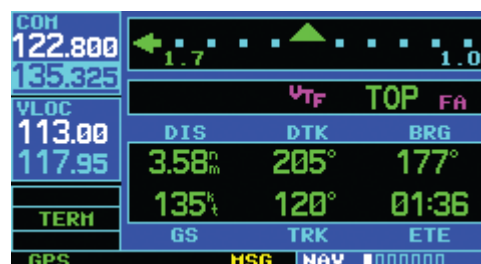 COM
122.800
135.325
1.7
1.0
VTF TOP FA
VLOC
113.00
117.95
DIS DTK BRG
3.58nm 205° 177°
135kt 120° 01:36
TERM
GS TRK ETE
GPS MSG NAV